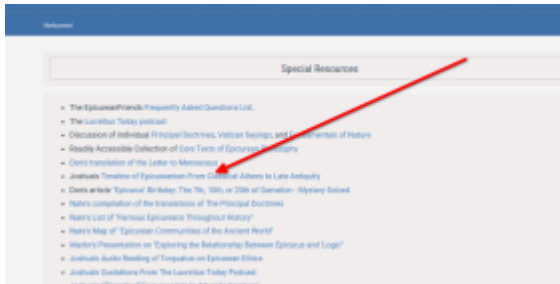 Welcome!
Special Resources
The EpicureanFriends Frequently Asked Questions List.
The Lucretius Today podcast
Discussion of Individual Principal Doctrines, Vatican Sayings, and Fundamentals of Nature
Readily Accessible Collection of Core Texts of Epicurean Philosophy
Don's translation of the Letter to Menoeceus
Joshua's Timeline of Epicureanism From Classical Athens to Late Antiquity
Don's article "Epicurus' Birthday: The 7th, 10th, or 20th of Gamelion - Mystery Solved
Nate's compilation of the translations of The Principal Doctrines
Nate's List of "Famous Epicureans Throughout History"
Nate's Map of "Epicurean Communities of the Ancient World"
Martin's Presentation on "Exploring the Relationship Between Epicurus and Logic"
Joshua's Audio Reading of Torquatus on Epicurean Ethics
Joshua's Quotations From The Lucretius Today Podcast